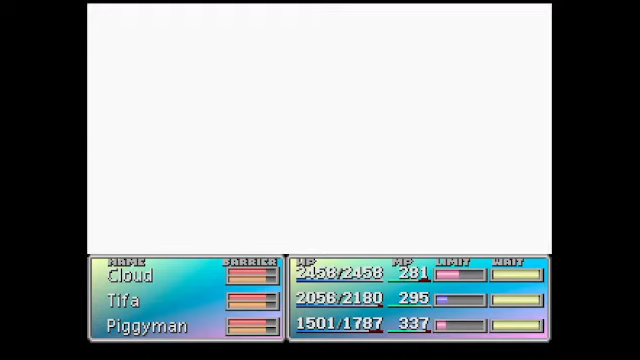 NAME BARRIER HP MP LIMIT WAIT
Cloud 2458/2458 281
Tifa 2056/2180 295
Piggyman 1501/1787 337